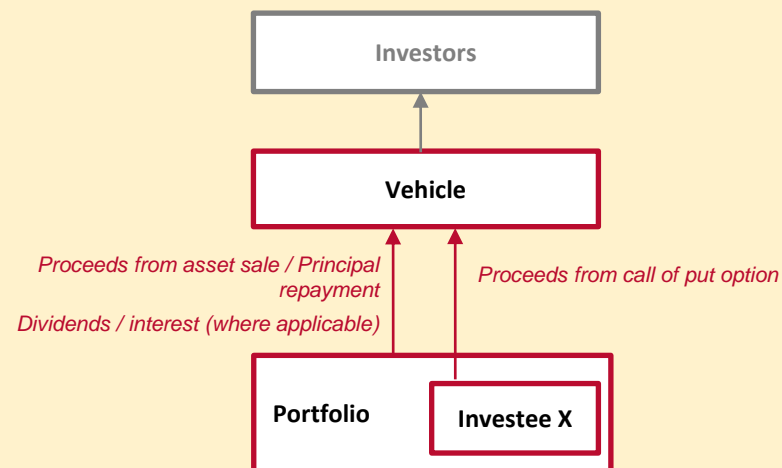 Investors
Vehicle
Proceeds from asset sale / Principal
repayment
Dividends / interest (where applicable)
Proceeds from call of put option
Portfolio
Investee X